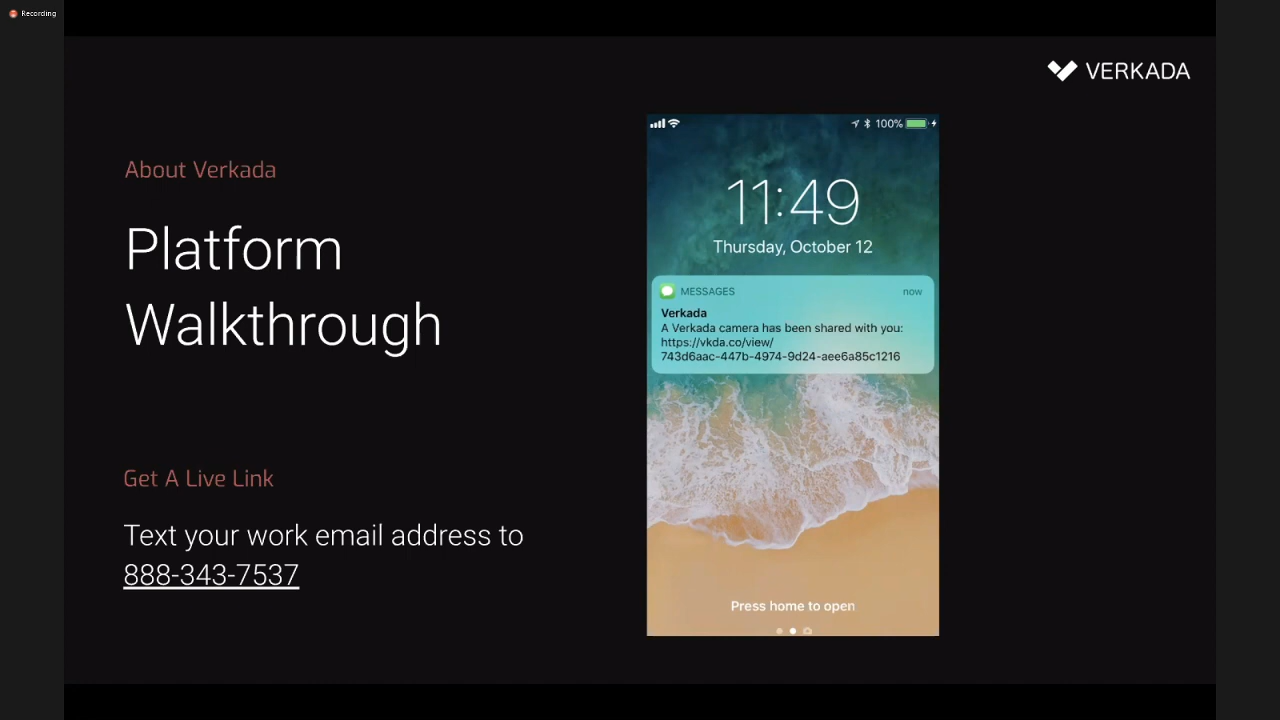 Recording
VERKADA
About Verkada
Platform
Walkthrough
Get A Live Link
Text your work email address to
888-343-7537
100%
11:49
Thursday, October 12
MESSAGES
now
Verkada
A Verkada camera has been shared with you:
https://vkda.co/view/
743d6aac-447b-4974-9d24-aee6a85c1216
Press home to open